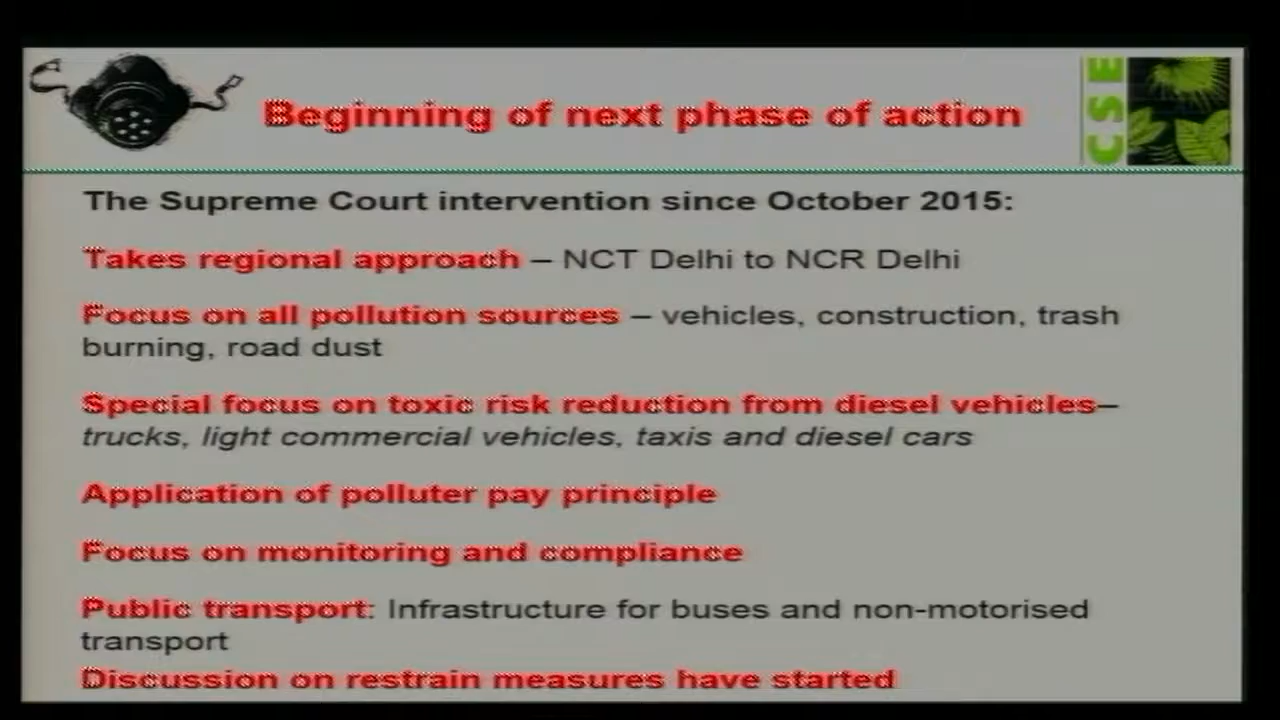 Beginning of next phase of action
CSE
The Supreme Court intervention since October 2015:
Takes regional approach – NCT Delhi to NCR Delhi
Focus on all pollution sources – vehicles, construction, trash
burning, road dust
Special focus on toxic risk reduction from diesel vehicles–
trucks, light commercial vehicles, taxis and diesel cars
Application of polluter pay principle
Focus on monitoring and compliance
Public transport: Infrastructure for buses and non-motorised
transport
Discussion on restrain measures have started